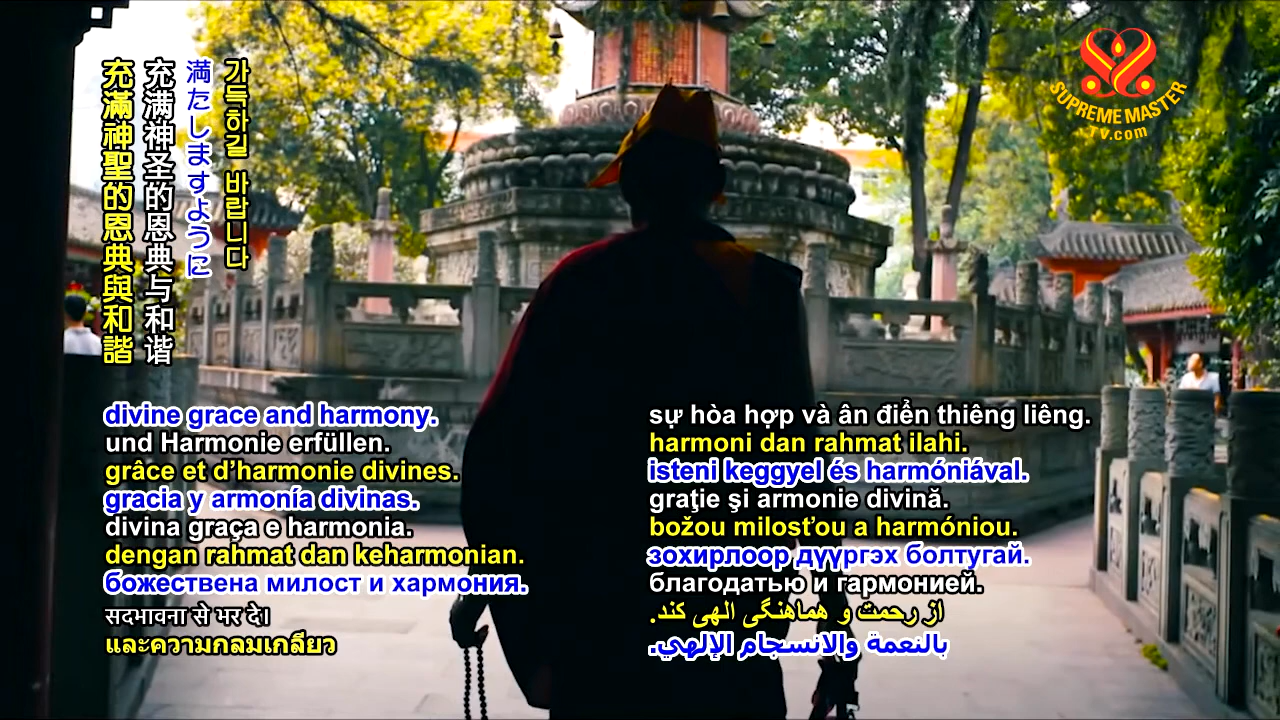 가득하길 바랍니다
満たしますように
充满神圣的恩典与和谐
充滿神聖的恩典與和諧
SUPREME MASTER
TV.com
divine grace and harmony.
und Harmonie erfüllen.
grâce et d’harmonie divines.
gracia y armonía divinas.
divina graça e harmonia.
dengan rahmat dan keharmonian.
божествена милост и хармония.
सदभावना से भर दे।
และความกลมเกลียว
sự hòa hợp và ân điển thiêng liêng.
harmoni dan rahmat ilahi.
isteni keggyel és harmóniával.
graţie şi armonie divină.
božou milosťou a harmóniou.
зохирлоор дүүргэх болтугай.
благодатью и гармонией.
از رحمت و هماهنگی الهی کند.
بالنعمة والانسجام الإلهي.